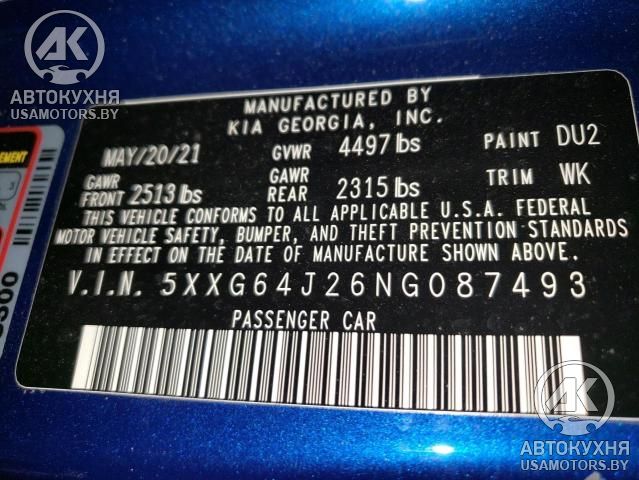 АК
АВТОКУХНЯ
USAMOTORS.BY
MANUFACTURED BY
KIA GEORGIA, INC.
MAY/20/21 GVWR 4497 lbs PAINT DU2
GAWR FRONT 2513 lbs GAWR REAR 2315 lbs TRIM WK
THIS VEHICLE CONFORMS TO ALL APPLICABLE U.S.A. FEDERAL
MOTOR VEHICLE SAFETY, BUMPER, AND THEFT PREVENTION STANDARDS
IN EFFECT ON THE DATE OF MANUFACTURE SHOWN ABOVE.
V.I.N. 5XXG64J26NG087493
PASSENGER CAR
АК
АВТОКУХНЯ
USAMOTORS.BY